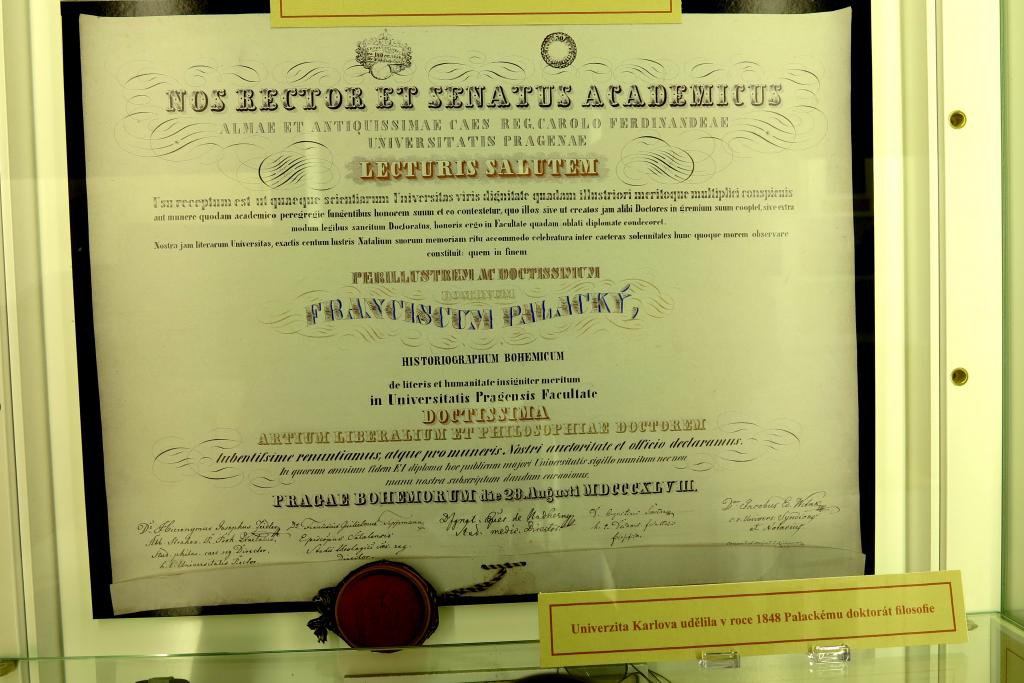 NOS RECTOR ET SENATUS ACADEMICUS
ALMAE ET ANTIQUISSIMAE CAES REG. CAROLO FERDINANDEAE
UNIVERSITATIS PRAGENAE
LECTURIS SALUTEM
Usu receptum est ut quaeque scientiarum Universitas viris dignitate quadam illustriori meritoque multiplici conspicuis
aut munere quodam academico peregregie fungentibus honorem suum et eo contestetur, quo illos sive ut creatos jam alibi Doctores in gremium suum cooptet, sive extra
modum legibus sancitum Doctoratus, honoris ergo in Facultate quadam oblati diplomate condecoret.
Nostra jam literarum Universitas, exactis centum lustris Natalium suorum memoriam ritu accommodo celebratura inter caeteras solennitates hunc quoque morem observare
constituit: quem in finem
PERILLUSTREM AC DOCTISSIMUM
DOMINUM
FRANCISCUM PALACKÝ,
HISTORIOGRAPHUM BOHEMICUM
de literis et humanitate insigniter meritum
in Universitatis Pragensis Facultate
DOCTISSIMA
ARTIUM LIBERALIUM ET PHILOSOPHIAE DOCTOREM
lubentissime renuntiamus, atque pro muneris Nostri auctoritate et officio declaramus.
In quorum omnium fidem Et diploma hoc publicum majori Universitatis sigillo munitum nec non
manu nostra subscriptum dandum curavimus.
PRAGAE BOHEMORUM die 28. Augusti MDCCCXLVIII.
Univerzita Karlova udělila v roce 1848 Palackému doktorát filosofie